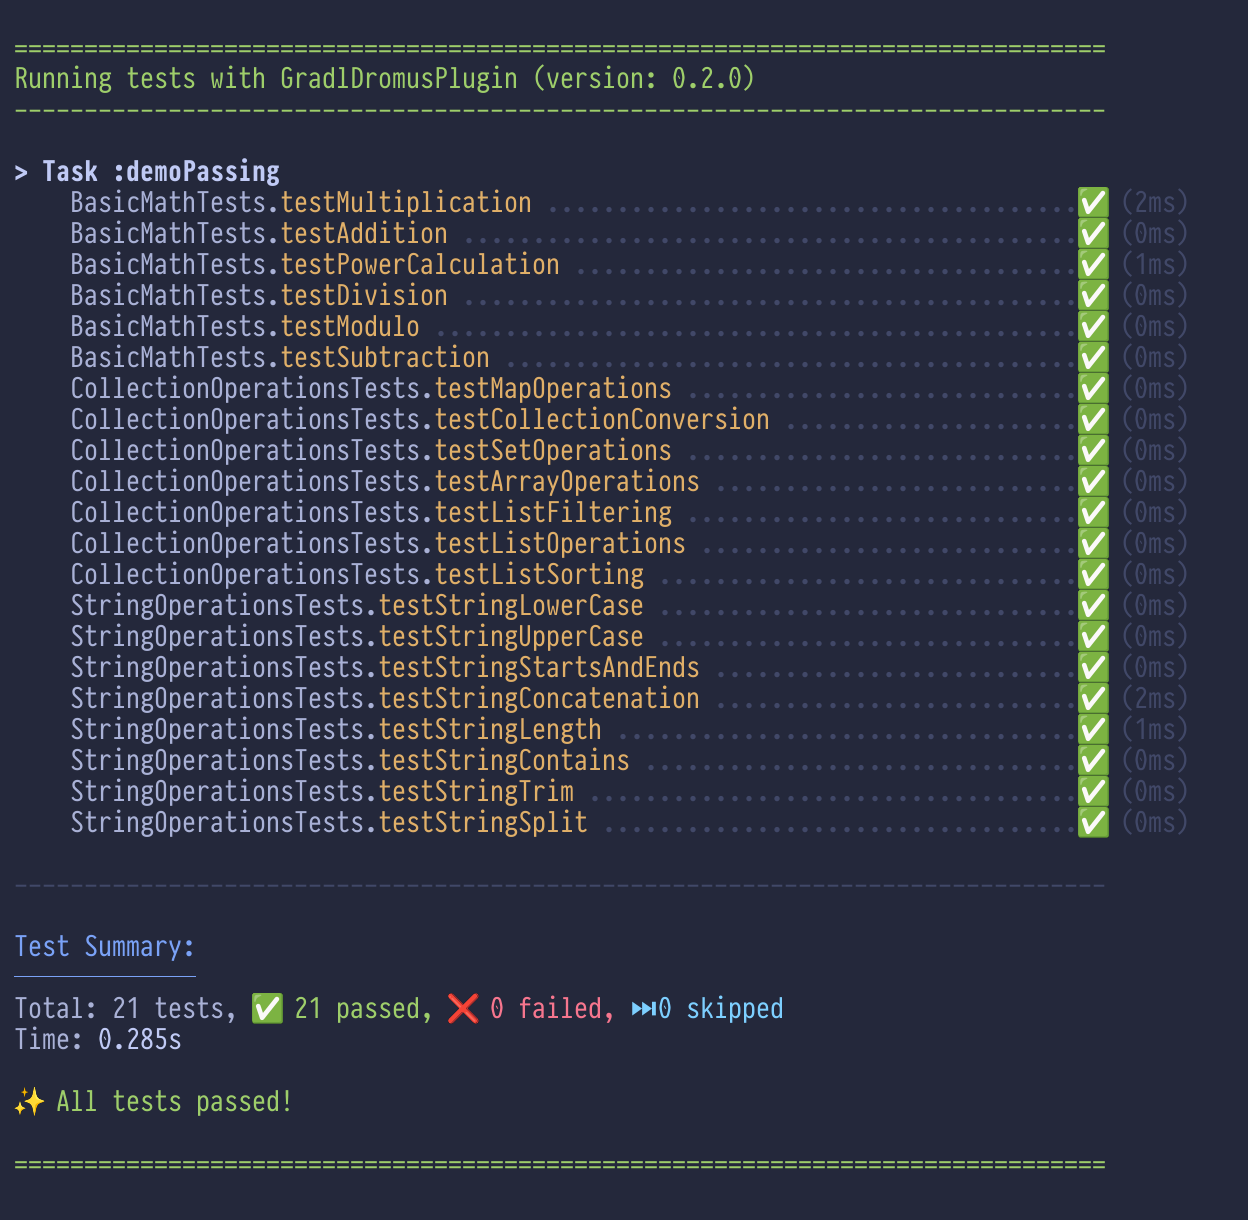 ==============================================================================
Running tests with GradlDromusPlugin (version: 0.2.0)
------------------------------------------------------------------------------
> Task :demoPassing
BasicMathTests.testMultiplication ......................................✅ (2ms)
BasicMathTests.testAddition ............................................✅ (0ms)
BasicMathTests.testPowerCalculation ....................................✅ (1ms)
BasicMathTests.testDivision ............................................✅ (0ms)
BasicMathTests.testModulo ..............................................✅ (0ms)
BasicMathTests.testSubtraction .........................................✅ (0ms)
CollectionOperationsTests.testMapOperations ............................✅ (0ms)
CollectionOperationsTests.testCollectionConversion .....................✅ (0ms)
CollectionOperationsTests.testSetOperations ............................✅ (0ms)
CollectionOperationsTests.testArrayOperations ..........................✅ (0ms)
CollectionOperationsTests.testListFiltering ............................✅ (0ms)
CollectionOperationsTests.testListOperations ...........................✅ (0ms)
CollectionOperationsTests.testListSorting ..............................✅ (0ms)
StringOperationsTests.testStringLowerCase ..............................✅ (0ms)
StringOperationsTests.testStringUpperCase ..............................✅ (0ms)
StringOperationsTests.testStringStartsAndEnds ..........................✅ (0ms)
StringOperationsTests.testStringConcatenation ..........................✅ (2ms)
StringOperationsTests.testStringLength .................................✅ (1ms)
StringOperationsTests.testStringContains ...............................✅ (0ms)
StringOperationsTests.testStringTrim ...................................✅ (0ms)
StringOperationsTests.testStringSplit ..................................✅ (0ms)
------------------------------------------------------------------------------
Test Summary:
─────────────
Total: 21 tests, ✅ 21 passed, ❌ 0 failed, ⏭0 skipped
Time: 0.285s
✨ All tests passed!
==============================================================================